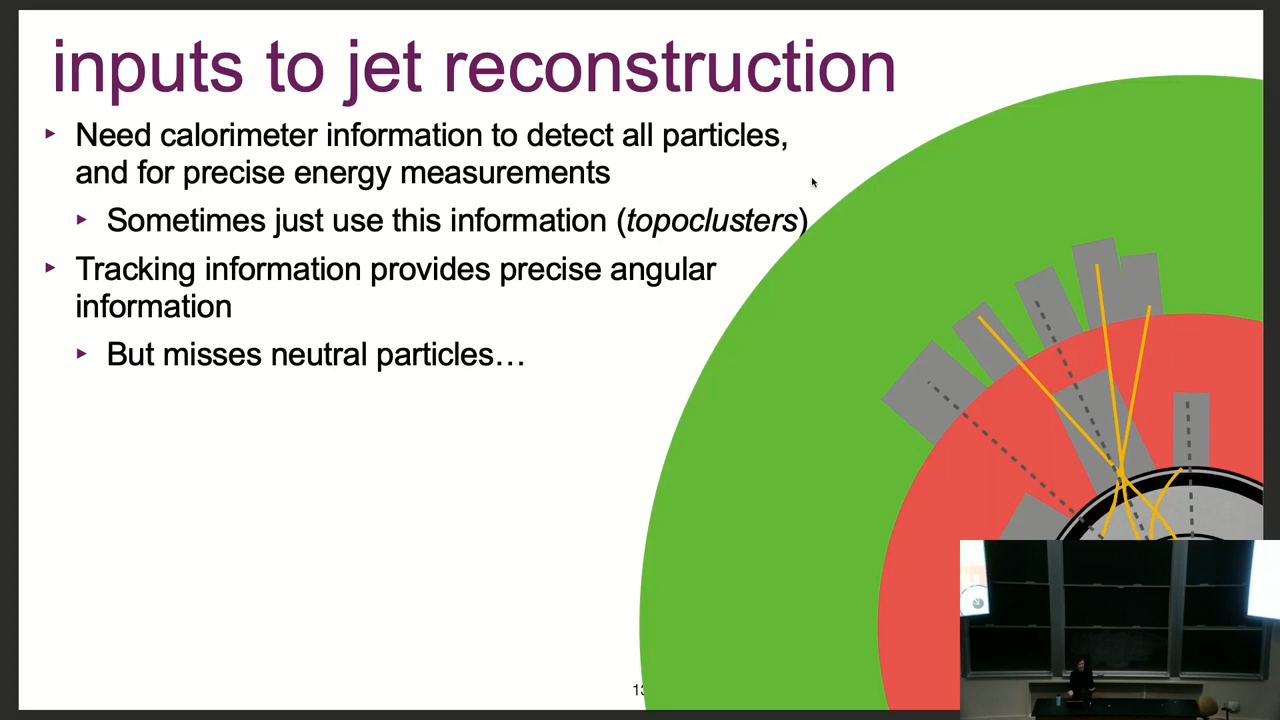 inputs to jet reconstruction
‣ Need calorimeter information to detect all particles,
and for precise energy measurements
‣ Sometimes just use this information (topoclusters)
‣ Tracking information provides precise angular
information
‣ But misses neutral particles…